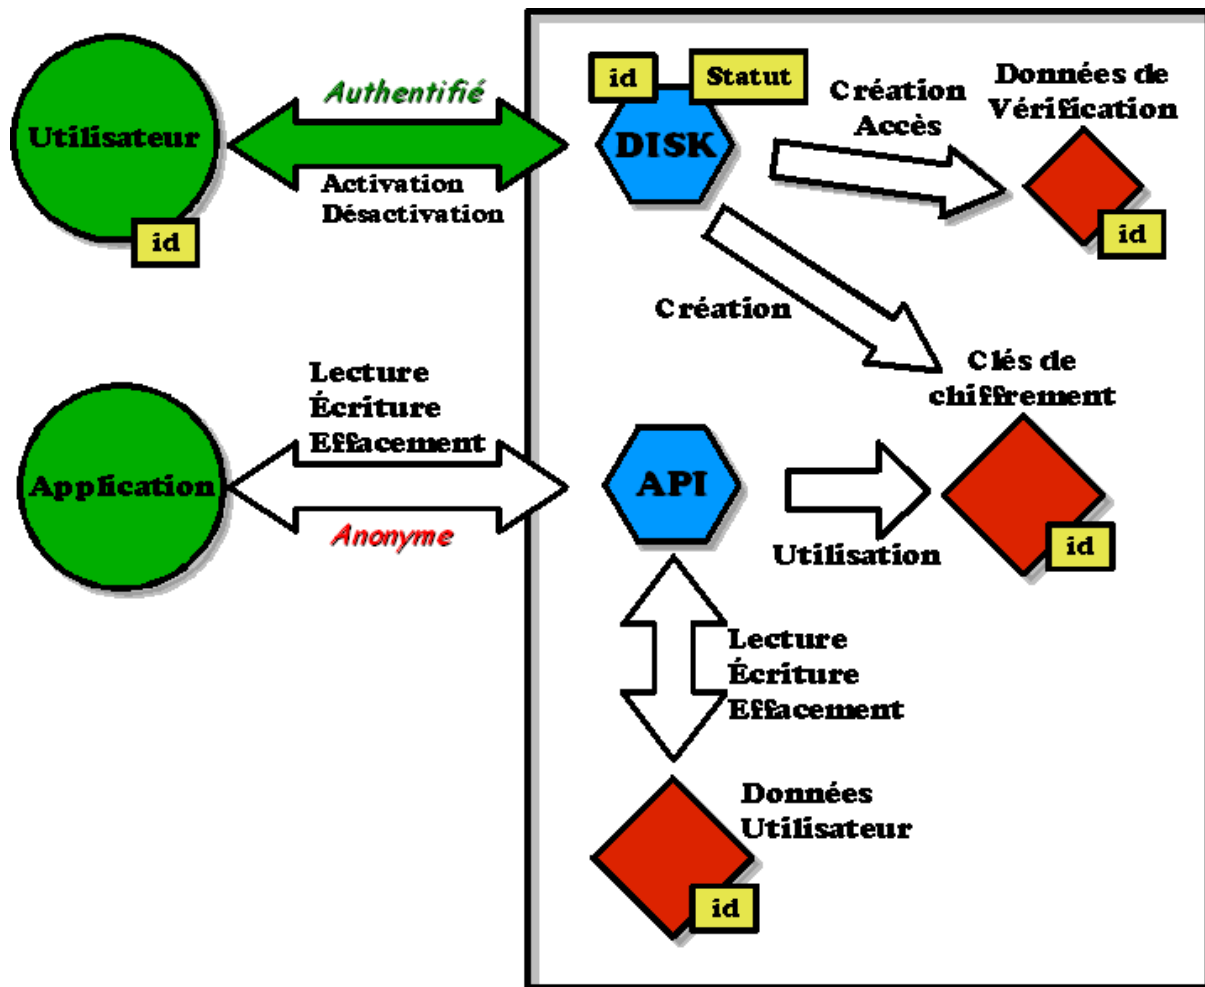 Utilisateur
id
Authentifié
Activation
Désactivation
id
Statut
DISK
Création
Accès
Données de
Vérification
id
Création
Clés de
chiffrement
id
Application
Lecture
Écriture
Effacement
Anonyme
API
Utilisation
Lecture
Écriture
Effacement
Données
Utilisateur
id